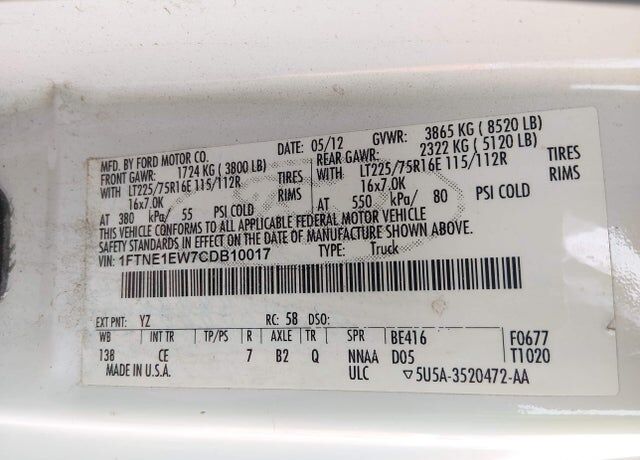 MFD. BY FORD MOTOR CO. DATE: 05/12 GVWR: 3865 KG ( 8520 LB)
FRONT GAWR: 1724 KG ( 3800 LB) REAR GAWR: 2322 KG ( 5120 LB)
WITH LT225/75R16E 115/112R TIRES WITH LT225/75R16E 115/112R TIRES
16x7.0K RIMS 16x7.0K RIMS
AT 380 kPa/ 55 PSI COLD AT 550 kPa/ 80 PSI COLD
THIS VEHICLE CONFORMS TO ALL APPLICABLE FEDERAL MOTOR VEHICLE
SAFETY STANDARDS IN EFFECT ON THE DATE OF MANUFACTURE SHOWN ABOVE.
VIN: 1FTNE1EW7CDB10017 TYPE: Truck
EXT PNT: YZ RC: 58 DSO:
WB INT TR TP/PS R AXLE TR SPR BE416 F0677
138 CE 7 B2 Q NNAA D05 T1020
MADE IN U.S.A. ULC ▽5U5A-3520472-AA